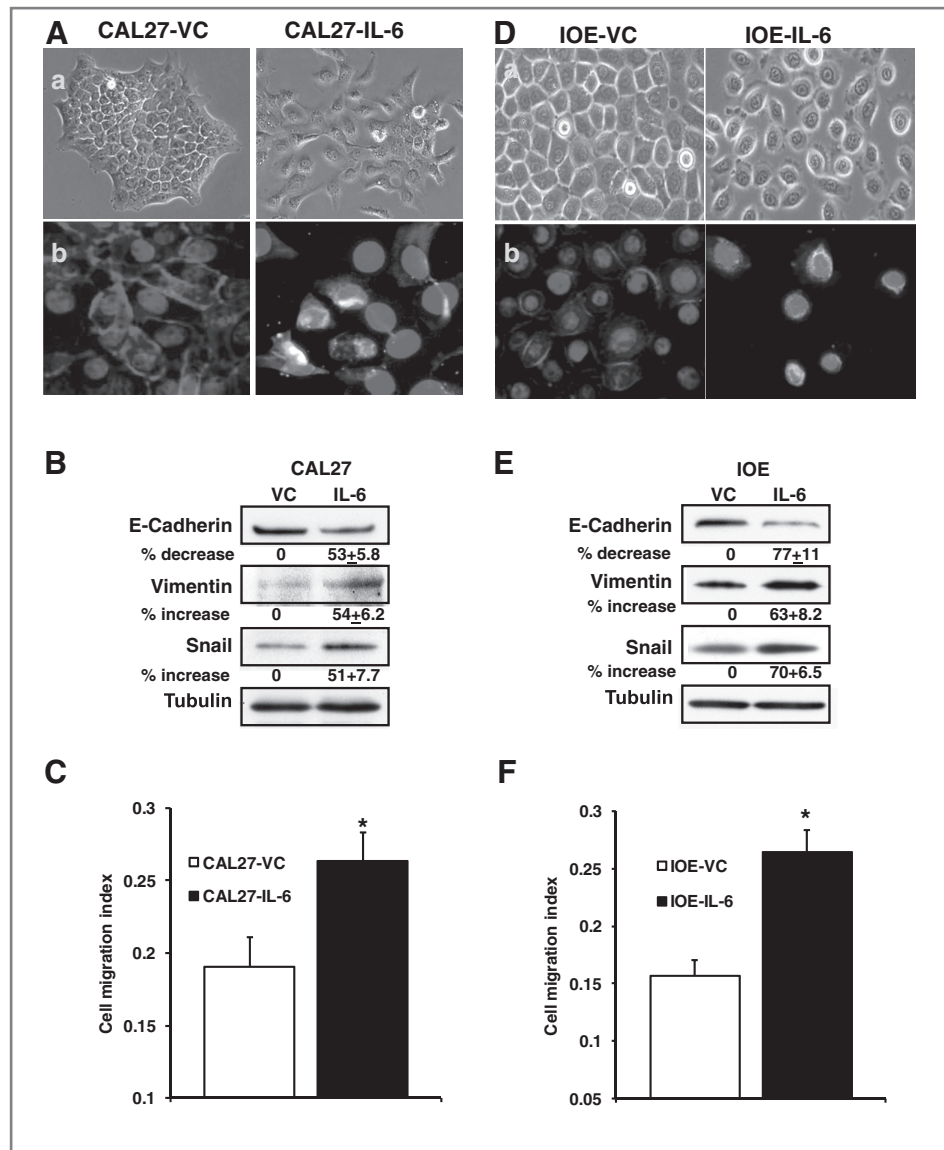 A CAL27-VC CAL27-IL-6
a
b
B
CAL27
VC IL-6
E-Cadherin
% decrease 0 53±5.8
Vimentin
% increase 0 54±6.2
Snail
% increase 0 51+7.7
Tubulin
C
0.3
0.25
0.2
0.15
0.1
Cell migration index
CAL27-VC
CAL27-IL-6
*
D IOE-VC IOE-IL-6
a
b
E
IOE
VC IL-6
E-Cadherin
% decrease 0 77±11
Vimentin
% increase 0 63+8.2
Snail
% increase 0 70+6.5
Tubulin
F
0.3
0.25
0.2
0.15
0.1
0.05
Cell migration index
IOE-VC
IOE-IL-6
*